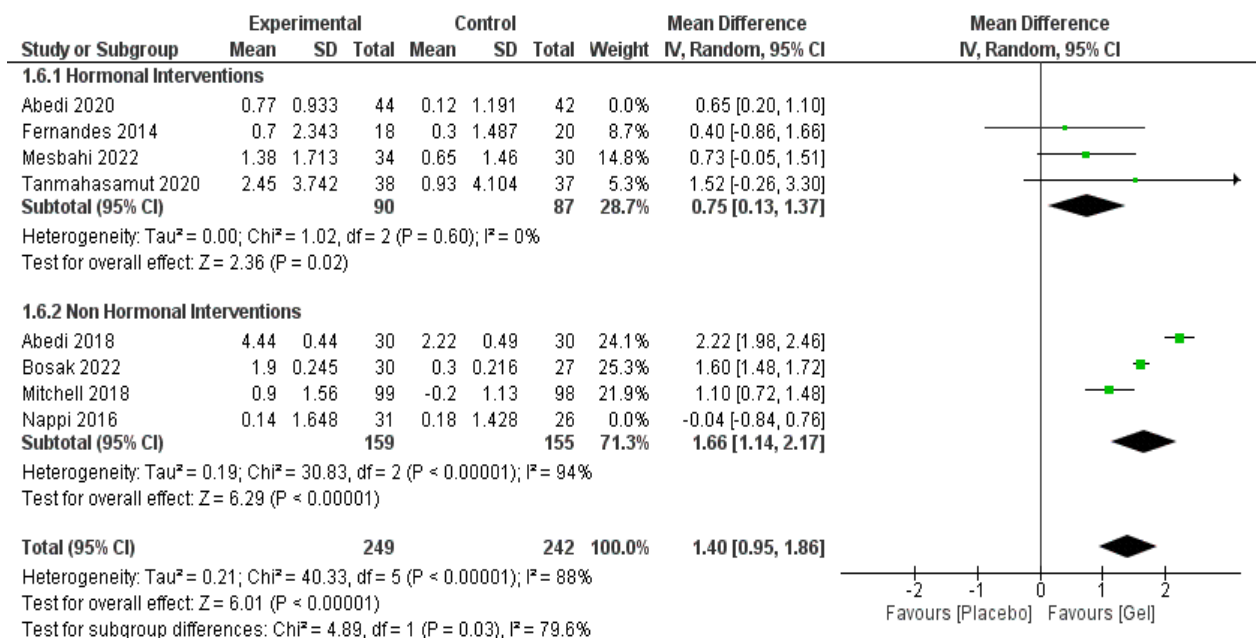 Experimental Control Mean Difference Mean Difference
Study or Subgroup Mean SD Total Mean SD Total Weight IV, Random, 95% CI IV, Random, 95% CI
1.6.1 Hormonal Interventions
Abedi 2020 0.77 0.933 44 0.12 1.191 42 0.0% 0.65 [0.20, 1.10]
Fernandes 2014 0.7 2.343 18 0.3 1.487 20 8.7% 0.40 [-0.86, 1.66]
Mesbahi 2022 1.38 1.713 34 0.65 1.46 30 14.8% 0.73 [-0.05, 1.51]
Tanmahasamut 2020 2.45 3.742 38 0.93 4.104 37 5.3% 1.52 [-0.26, 3.30]
Subtotal (95% CI) 90 87 28.7% 0.75 [0.13, 1.37]
Heterogeneity: Tau² = 0.00; Chi² = 1.02, df = 2 (P = 0.60); I² = 0%
Test for overall effect: Z = 2.36 (P = 0.02)
1.6.2 Non Hormonal Interventions
Abedi 2018 4.44 0.44 30 2.22 0.49 30 24.1% 2.22 [1.98, 2.46]
Bosak 2022 1.9 0.245 30 0.3 0.216 27 25.3% 1.60 [1.48, 1.72]
Mitchell 2018 0.9 1.56 99 -0.2 1.13 98 21.9% 1.10 [0.72, 1.48]
Nappi 2016 0.14 1.648 31 0.18 1.428 26 0.0% -0.04 [-0.84, 0.76]
Subtotal (95% CI) 159 155 71.3% 1.66 [1.14, 2.17]
Heterogeneity: Tau² = 0.19; Chi² = 30.83, df = 2 (P < 0.00001); I² = 94%
Test for overall effect: Z = 6.29 (P < 0.00001)
Total (95% CI) 249 242 100.0% 1.40 [0.95, 1.86]
Heterogeneity: Tau² = 0.21; Chi² = 40.33, df = 5 (P < 0.00001); I² = 88%
Test for overall effect: Z = 6.01 (P < 0.00001)
Test for subgroup differences: Chi² = 4.89, df = 1 (P = 0.03), I² = 79.6%
-2 -1 0 1 2
Favours [Placebo] Favours [Gel]